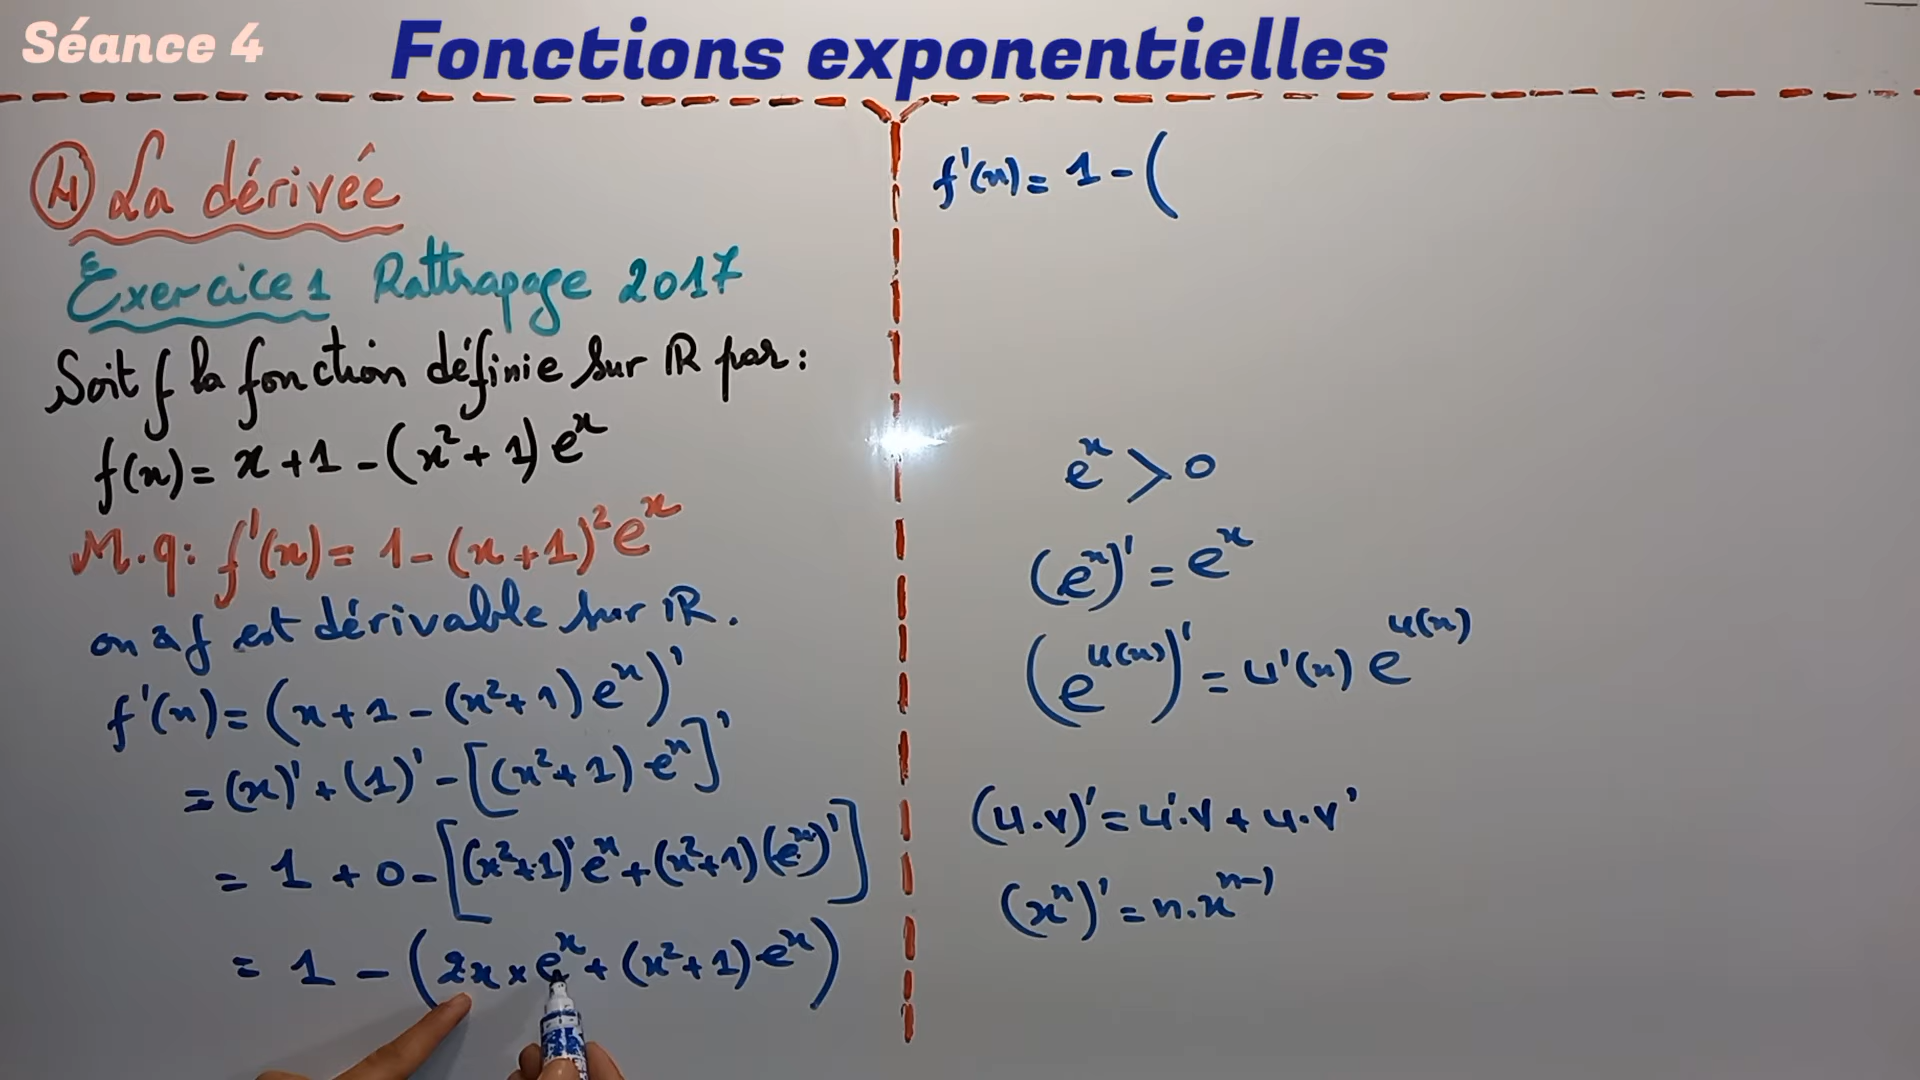 Séance 4
Fonctions exponentielles
4 La dérivée
Exercice 1 Rattrapage 2017
Soit f la fonction définie sur ℝ par :
f(x) = x + 1 - (x² + 1) eˣ
M.q: f'(x) = 1 - (x + 1)² eˣ
on a f est dérivable sur ℝ.
f'(x) = (x + 1 - (x² + 1) eˣ)'
= (x)' + (1)' - [(x² + 1) eˣ]'
= 1 + 0 - [(x² + 1)' eˣ + (x² + 1) (eˣ)']
= 1 - (2x × eˣ + (x² + 1) eˣ)
f'(x) = 1 - (
eˣ > 0
(eˣ)' = eˣ
(e^u(x))' = u'(x) e^u(x)
(u.v)' = u'.v + u.v'
(xⁿ)' = n.xⁿ⁻¹